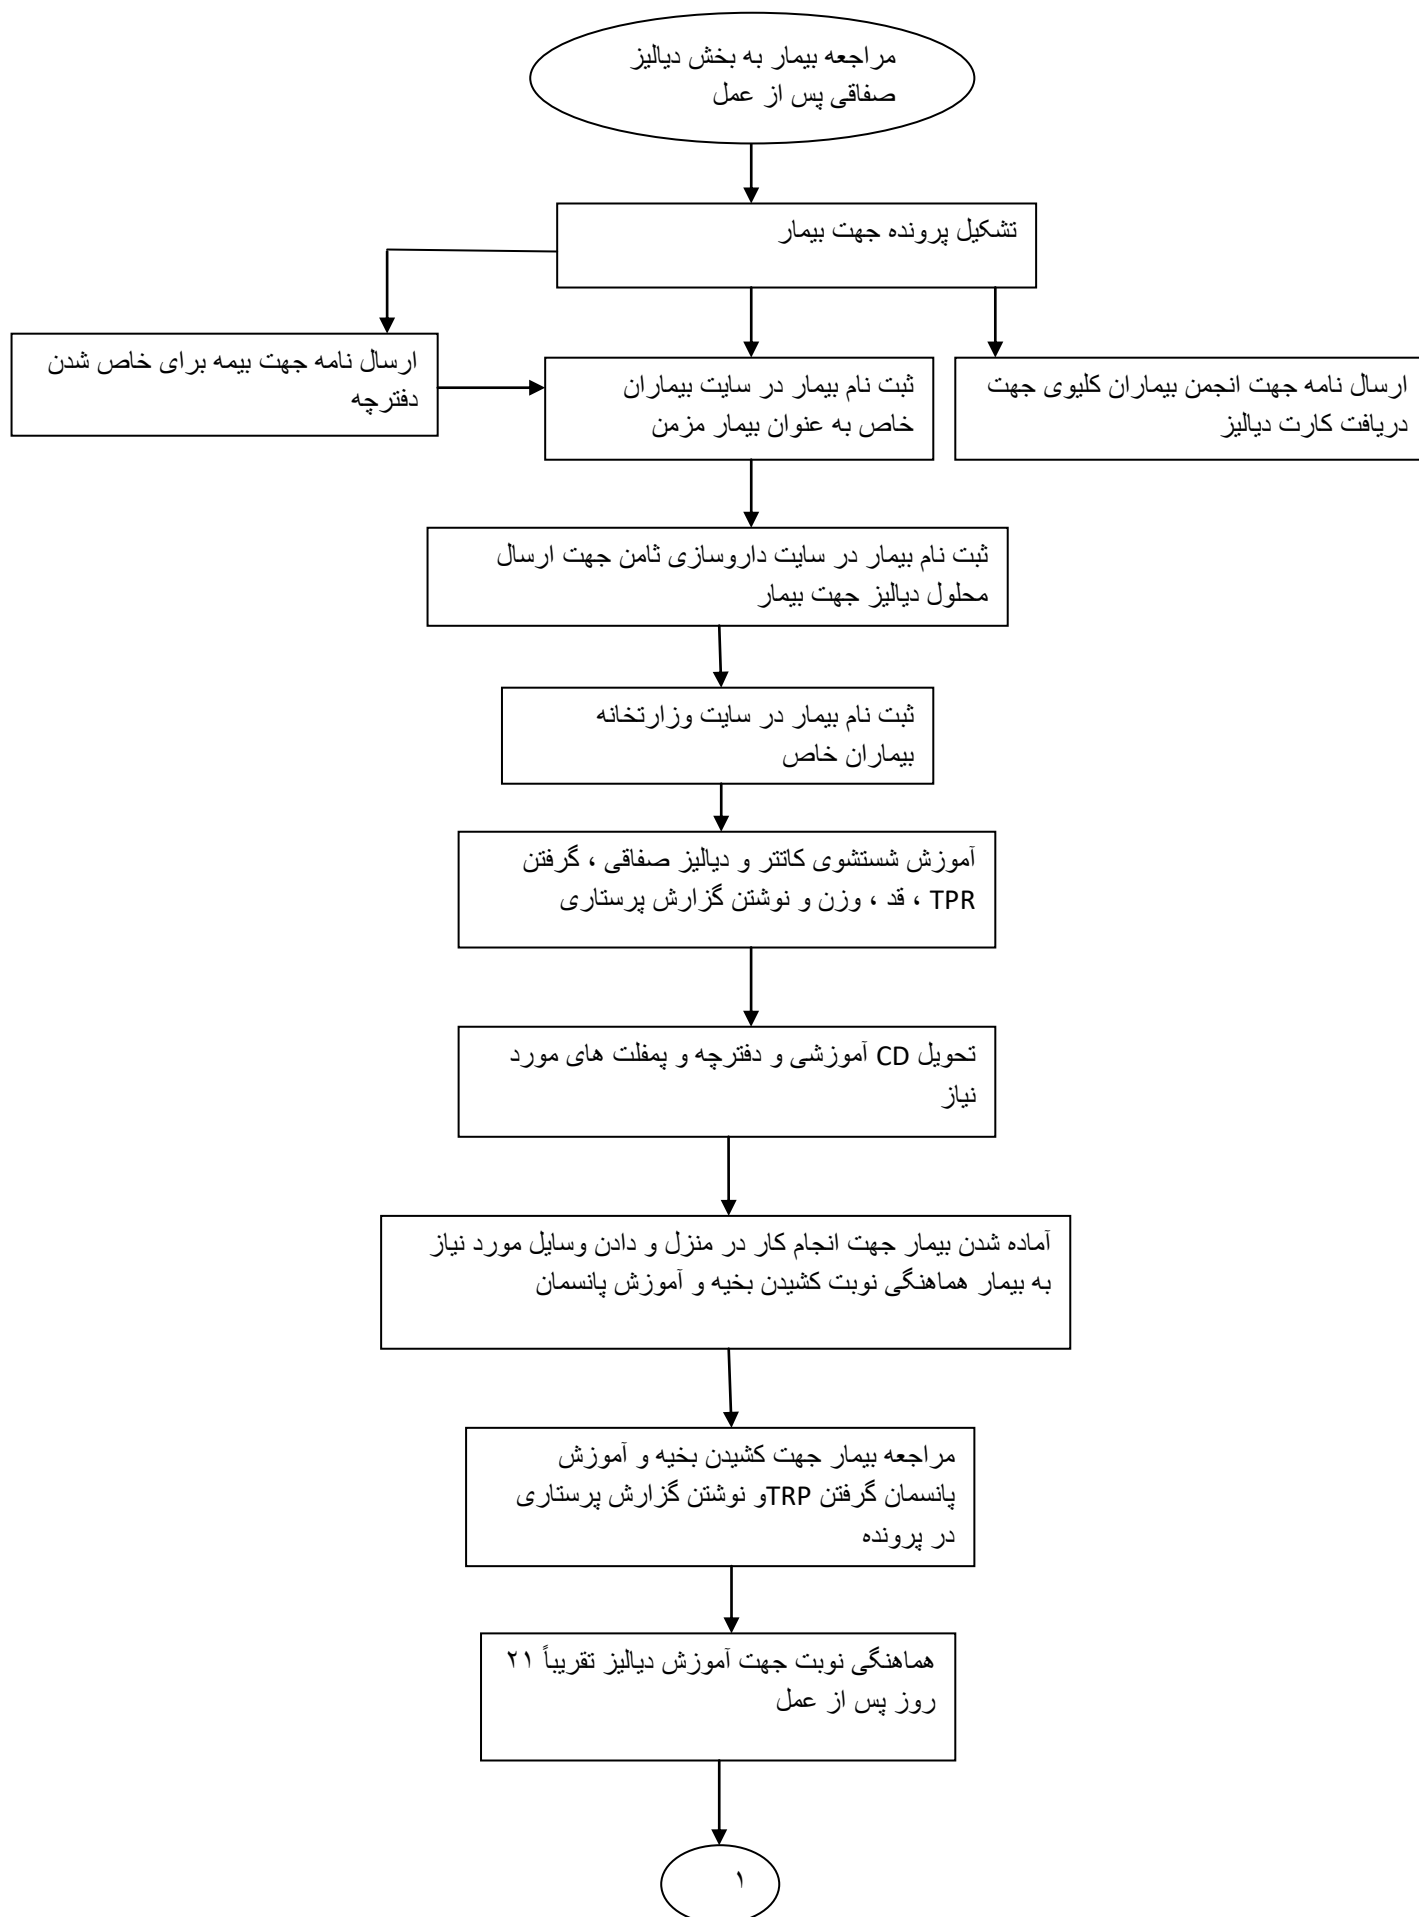 مراجعه بیمار به بخش دیالیز
صفاقی پس از عمل
تشکیل پرونده جهت بیمار
ارسال نامه جهت انجمن بیماران کلیوی جهت
دریافت کارت دیالیز
ثبت نام بیمار در سایت بیماران
خاص به عنوان بیمار مزمن
ارسال نامه جهت بیمه برای خاص شدن
دفترچه
ثبت نام بیمار در سایت داروسازی ثامن جهت ارسال
محلول دیالیز جهت بیمار
ثبت نام بیمار در سایت وزارتخانه
بیماران خاص
آموزش شستشوی کاتتر و دیالیز صفاقی ، گرفتن
TPR ، قد ، وزن و نوشتن گزارش پرستاری
تحویل CD آموزشی و دفترچه و پمفلت های مورد
نیاز
آماده شدن بیمار جهت انجام کار در منزل و دادن وسایل مورد نیاز
به بیمار هماهنگی نوبت کشیدن بخیه و آموزش پانسمان
مراجعه بیمار جهت کشیدن بخیه و آموزش
پانسمان گرفتن TRPو نوشتن گزارش پرستاری
در پرونده
هماهنگی نوبت جهت آموزش دیالیز تقریباً ۲۱
روز پس از عمل
۱